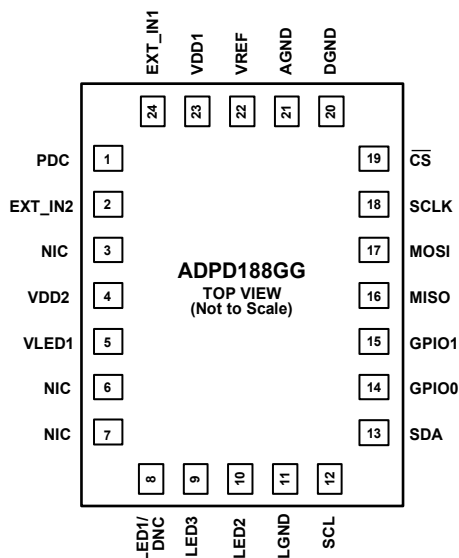 EXT_IN1
VDD1
VREF
AGND
DGND
24
23
22
21
20
PDC 1
19 CS
EXT_IN2 2
18 SCLK
NIC 3
17 MOSI
VDD2 4
16 MISO
VLED1 5
15 GPIO1
NIC 6
14 GPIO0
NIC 7
13 SDA
ADPD188GG
TOP VIEW
(Not to Scale)
8
9
10
11
12
LED1/
DNC
LED3
LED2
LGND
SCL